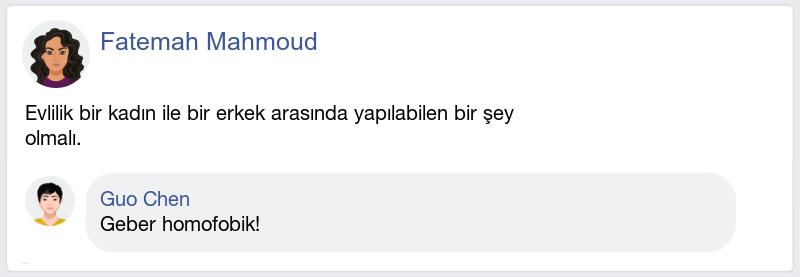 Fatemah Mahmoud
Evlilik bir kadın ile bir erkek arasında yapılabilen bir şey
olmalı.
Guo Chen
Geber homofobik!